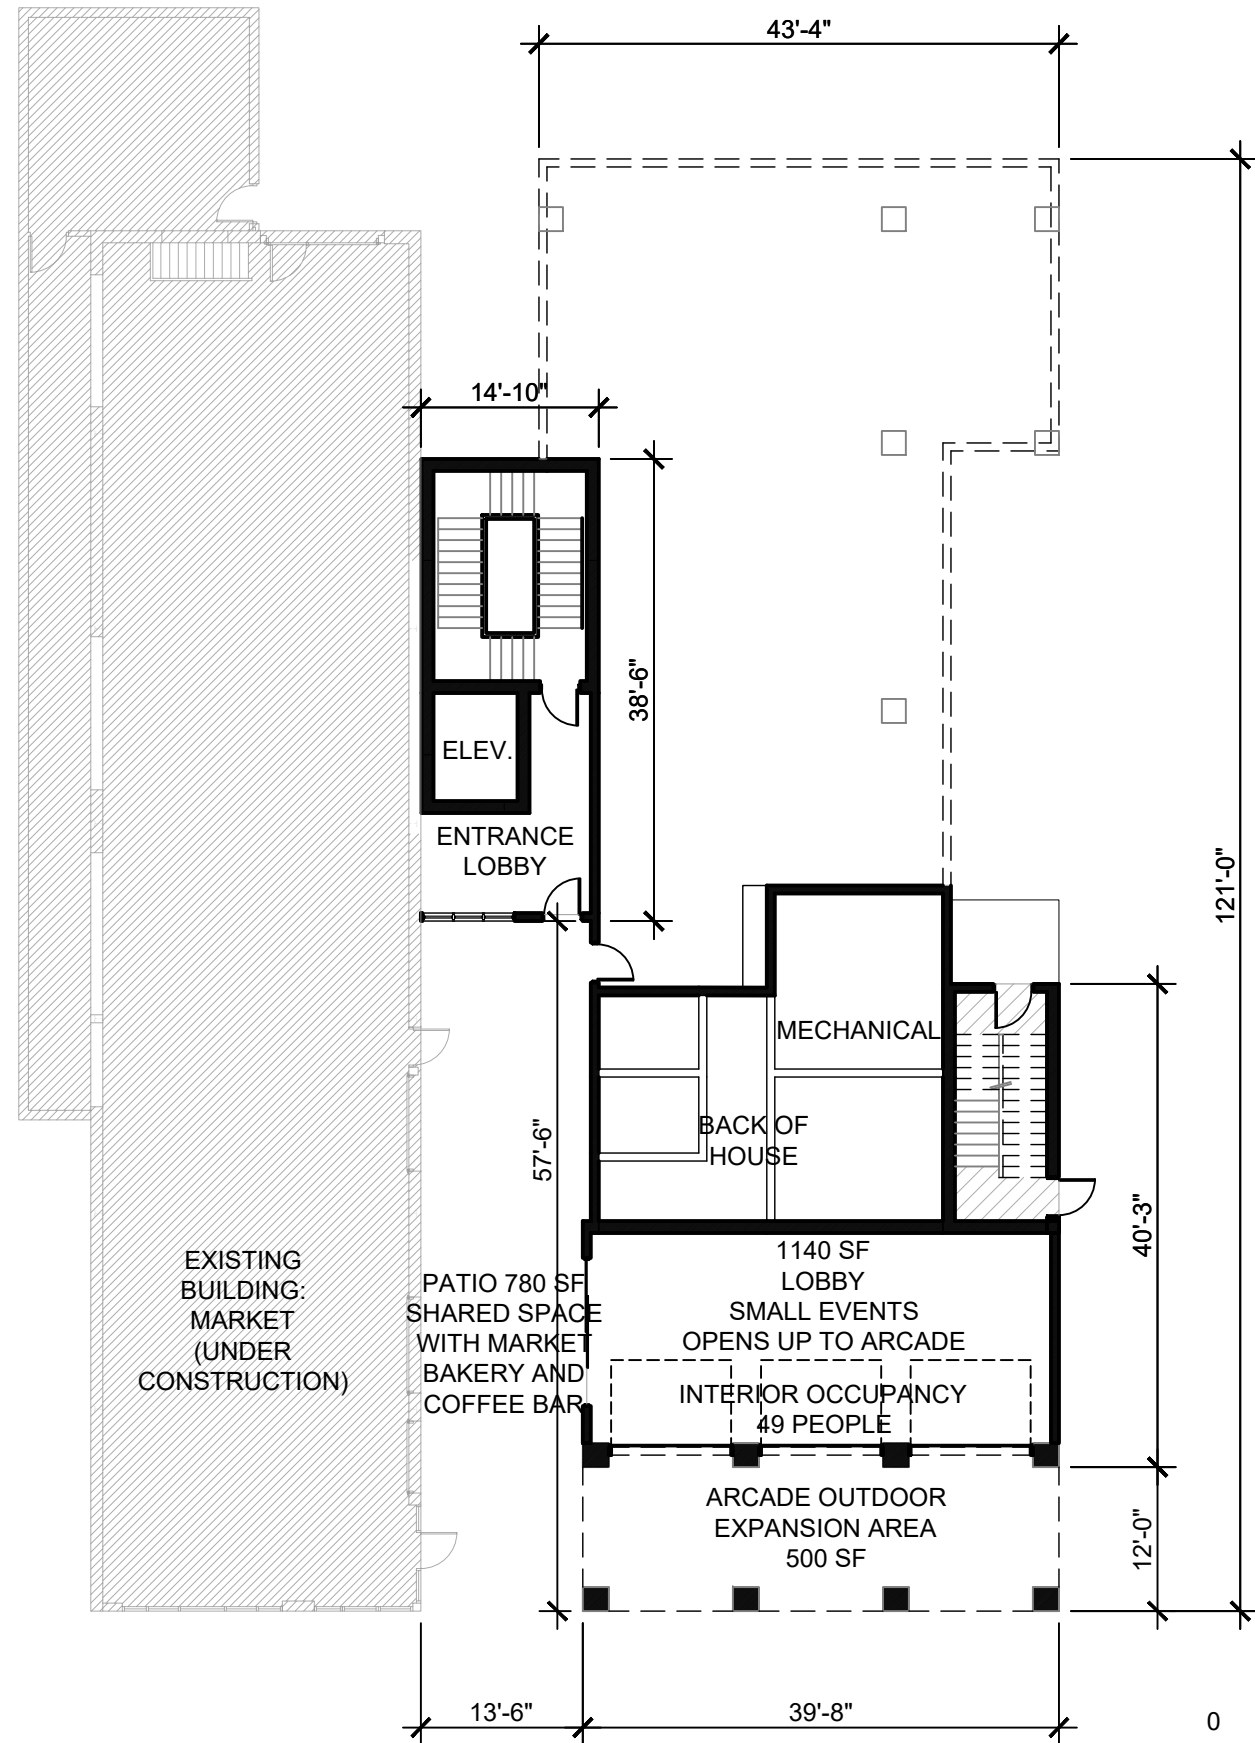 43'-4"
14'-10"
38'-6"
121'-0"
ELEV.
ENTRANCE
LOBBY
MECHANICAL
BACK OF
HOUSE
57'-6"
40'-3"
EXISTING
BUILDING:
MARKET
(UNDER
CONSTRUCTION)
PATIO 780 SF
SHARED SPACE
WITH MARKET
BAKERY AND
COFFEE BAR
1140 SF
LOBBY
SMALL EVENTS
OPENS UP TO ARCADE
INTERIOR OCCUPANCY
49 PEOPLE
ARCADE OUTDOOR
EXPANSION AREA
500 SF
12'-0"
13'-6"
39'-8"
0